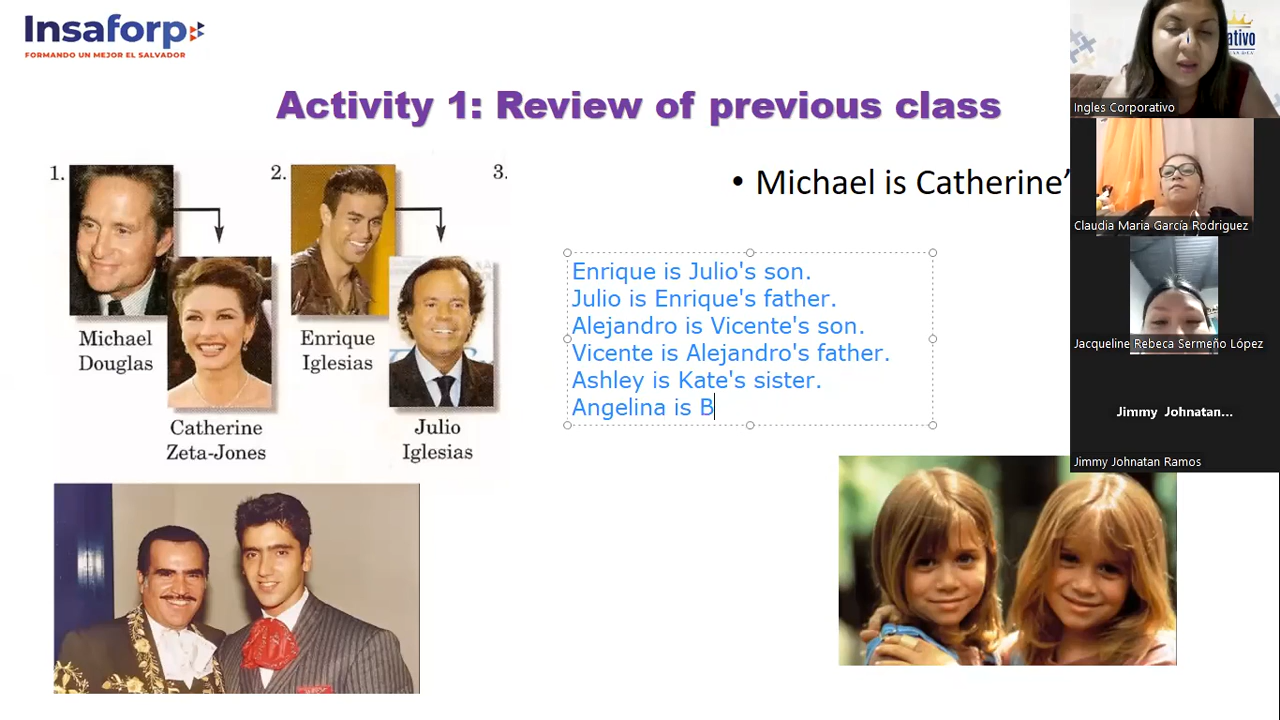 Insaforp
FORMANDO UN MEJOR EL SALVADOR
Activity 1: Review of previous class
1.
2.
3.
Michael
Douglas
Catherine
Zeta-Jones
Enrique
Iglesias
Julio
Iglesias
• Michael is Catherine'
Enrique is Julio's son.
Julio is Enrique's father.
Alejandro is Vicente's son.
Vicente is Alejandro's father.
Ashley is Kate's sister.
Angelina is B
Ingles Corporativo
Claudia Maria García Rodriguez
Jacqueline Rebeca Sermeño López
Jimmy Johnatan...
Jimmy Johnatan Ramos